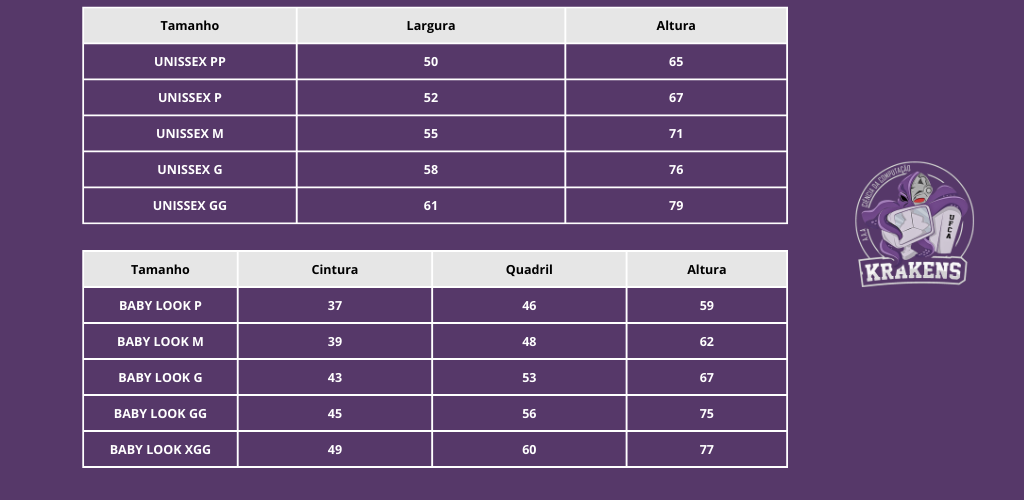 Tamanho Largura Altura
UNISSEX PP 50 65
UNISSEX P 52 67
UNISSEX M 55 71
UNISSEX G 58 76
UNISSEX GG 61 79
Tamanho Cintura Quadril Altura
BABY LOOK P 37 46 59
BABY LOOK M 39 48 62
BABY LOOK G 43 53 67
BABY LOOK GG 45 56 75
BABY LOOK XGG 49 60 77
CIÊNCIA DA COMPUTAÇÃO
UFCA
KRAKENS